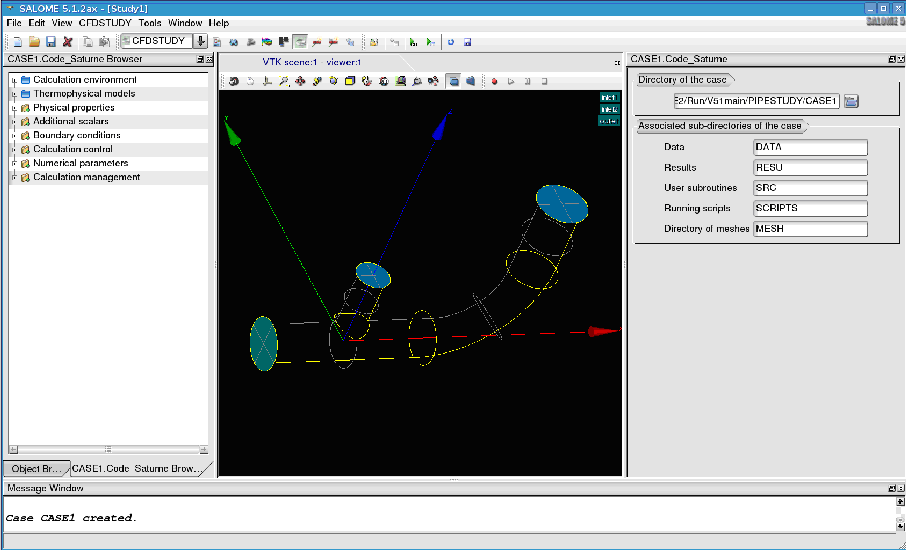 SALOME 5.1.2ax - [Study1]
File Edit View CFDSTUDY Tools Window Help
SALOME 5
CFDSTUDY
CASE1.Code_Saturne Browser
VTK scene:1 - viewer:1
CASE1.Code_Saturne
Calculation environment
Thermophysical models
Physical properties
Additional scalars
Boundary conditions
Calculation control
Numerical parameters
Calculation management
inlet1
inlet2
outlet
Directory of the case
E2/Run/V51main/PIPESTUDY/CASE1
Associated sub-directories of the case
Data DATA
Results RESU
User subroutines SRC
Running scripts SCRIPTS
Directory of meshes MESH
Object Br... CASE1.Code_Saturne Brow...
Message Window
Case CASE1 created.